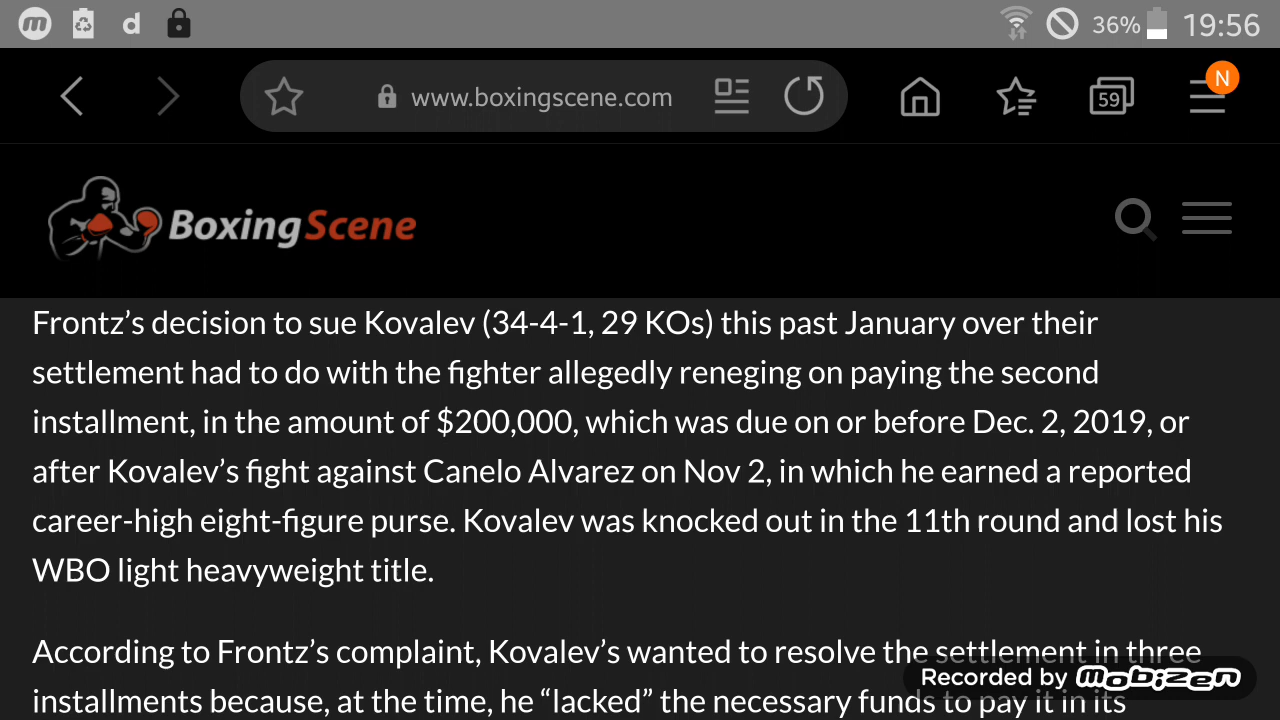 m d 36% 19:56
www.boxingscene.com 59 N
BoxingScene
Frontz’s decision to sue Kovalev (34-4-1, 29 KOs) this past January over their
settlement had to do with the fighter allegedly reneging on paying the second
installment, in the amount of $200,000, which was due on or before Dec. 2, 2019, or
after Kovalev’s fight against Canelo Alvarez on Nov 2, in which he earned a reported
career-high eight-figure purse. Kovalev was knocked out in the 11th round and lost his
WBO light heavyweight title.
According to Frontz’s complaint, Kovalev’s wanted to resolve the settlement in three
installments because, at the time, he “lacked” the necessary funds to pay it in its
Recorded by mobizen